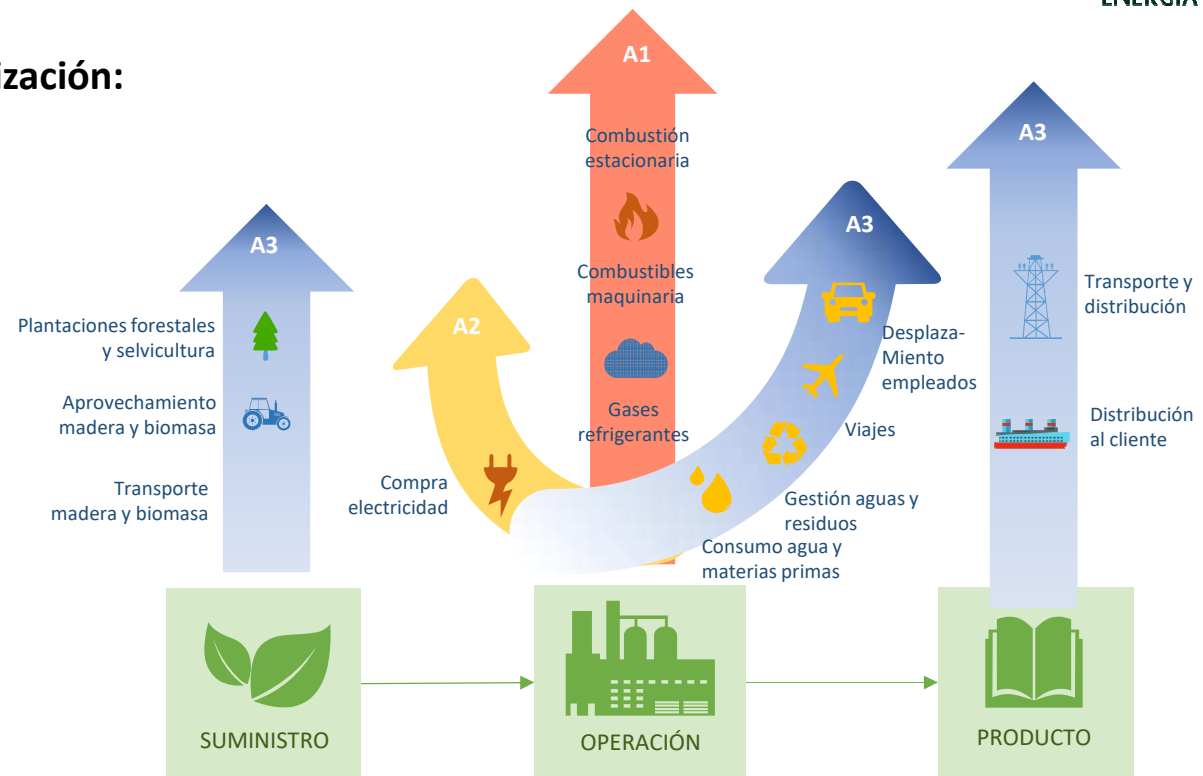 ENERGÍA
ización:
A1
Combustión
estacionaria
Combustibles
maquinaria
Gases
refrigerantes
A3
Plantaciones forestales
y selvicultura
Aprovechamiento
madera y biomasa
Transporte
madera y biomasa
A2
Compra
electricidad
A3
Desplaza-
Miento
empleados
Viajes
Gestión aguas y
residuos
Consumo agua y
materias primas
A3
Transporte y
distribución
Distribución
al cliente
SUMINISTRO
OPERACIÓN
PRODUCTO